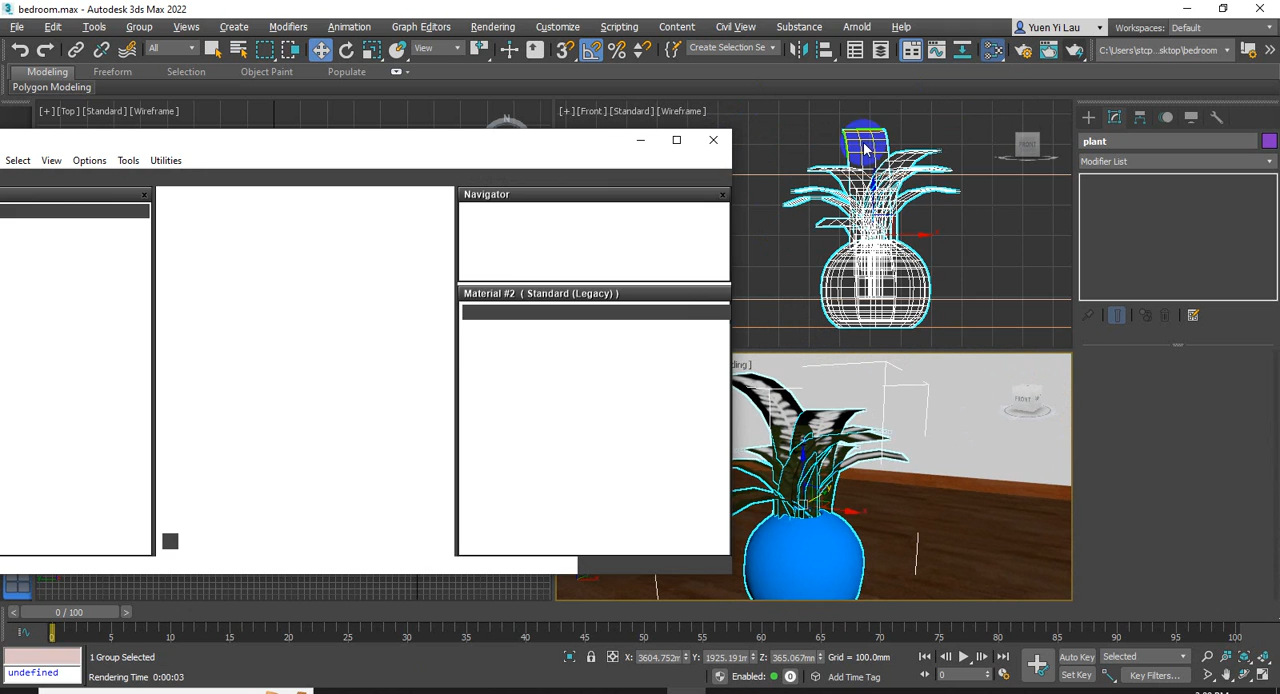 bedroom.max - Autodesk 3ds Max 2022
File Edit Tools Group Views Create Modifiers Animation Graph Editors Rendering Customize Scripting Content Civil View Substance Arnold Help
Yuen Yi Lau Workspaces: Default
All View Create Selection Se C:\Users\stcp...sktop\bedroom
Modeling Freeform Selection Object Paint Populate
Polygon Modeling
[+] [Top] [Standard] [Wireframe]
[+] [Front] [Standard] [Wireframe]
N
FRONT
plant
Modifier List
Select View Options Tools Utilities
Navigator
Material #2 ( Standard (Legacy) )
ding ]
FRONT
0 / 100
0 5 10 15 20 25 30 35 40 45 50 55 60 65 70 75 80 85 90 95 100
1 Group Selected
X: 3604.752m Y: 1925.191m Z: 365.067mm Grid = 100.0mm
Auto Key Selected
undefined
Rendering Time 0:00:03
Enabled: 0 Add Time Tag
0
Set Key Key Filters...